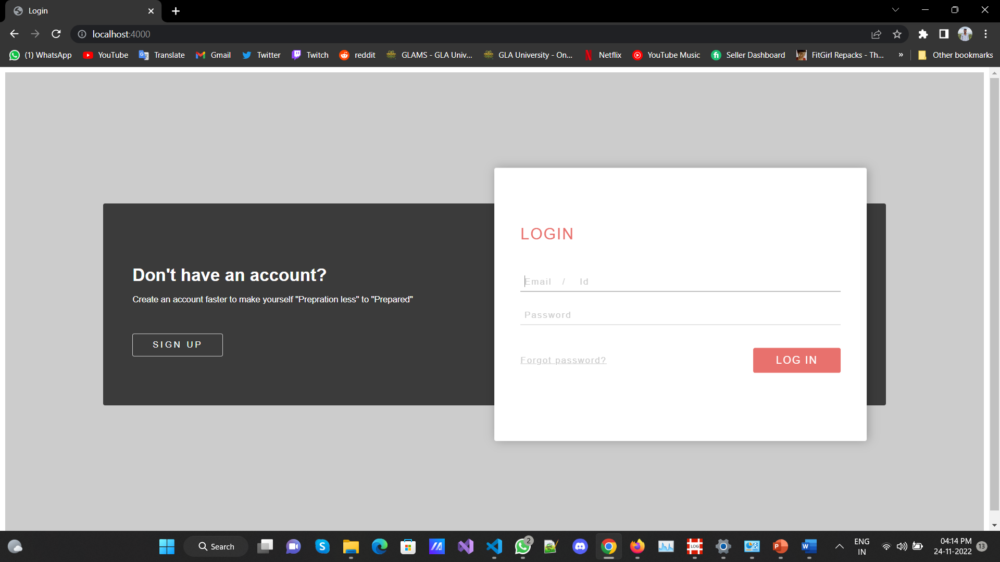 Login
localhost:4000
(1) WhatsApp YouTube Translate Gmail Twitter Twitch reddit GLAMS - GLA Univ... GLA University - On... Netflix YouTube Music Seller Dashboard FitGirl Repacks - Th... » Other bookmarks
LOGIN
Don't have an account?
Email / Id
Create an account faster to make yourself "Prepration less" to "Prepared"
Password
SIGN UP
Forgot password?
LOG IN
Search
2
LOG
ENG
IN
04:14 PM
24-11-2022
13